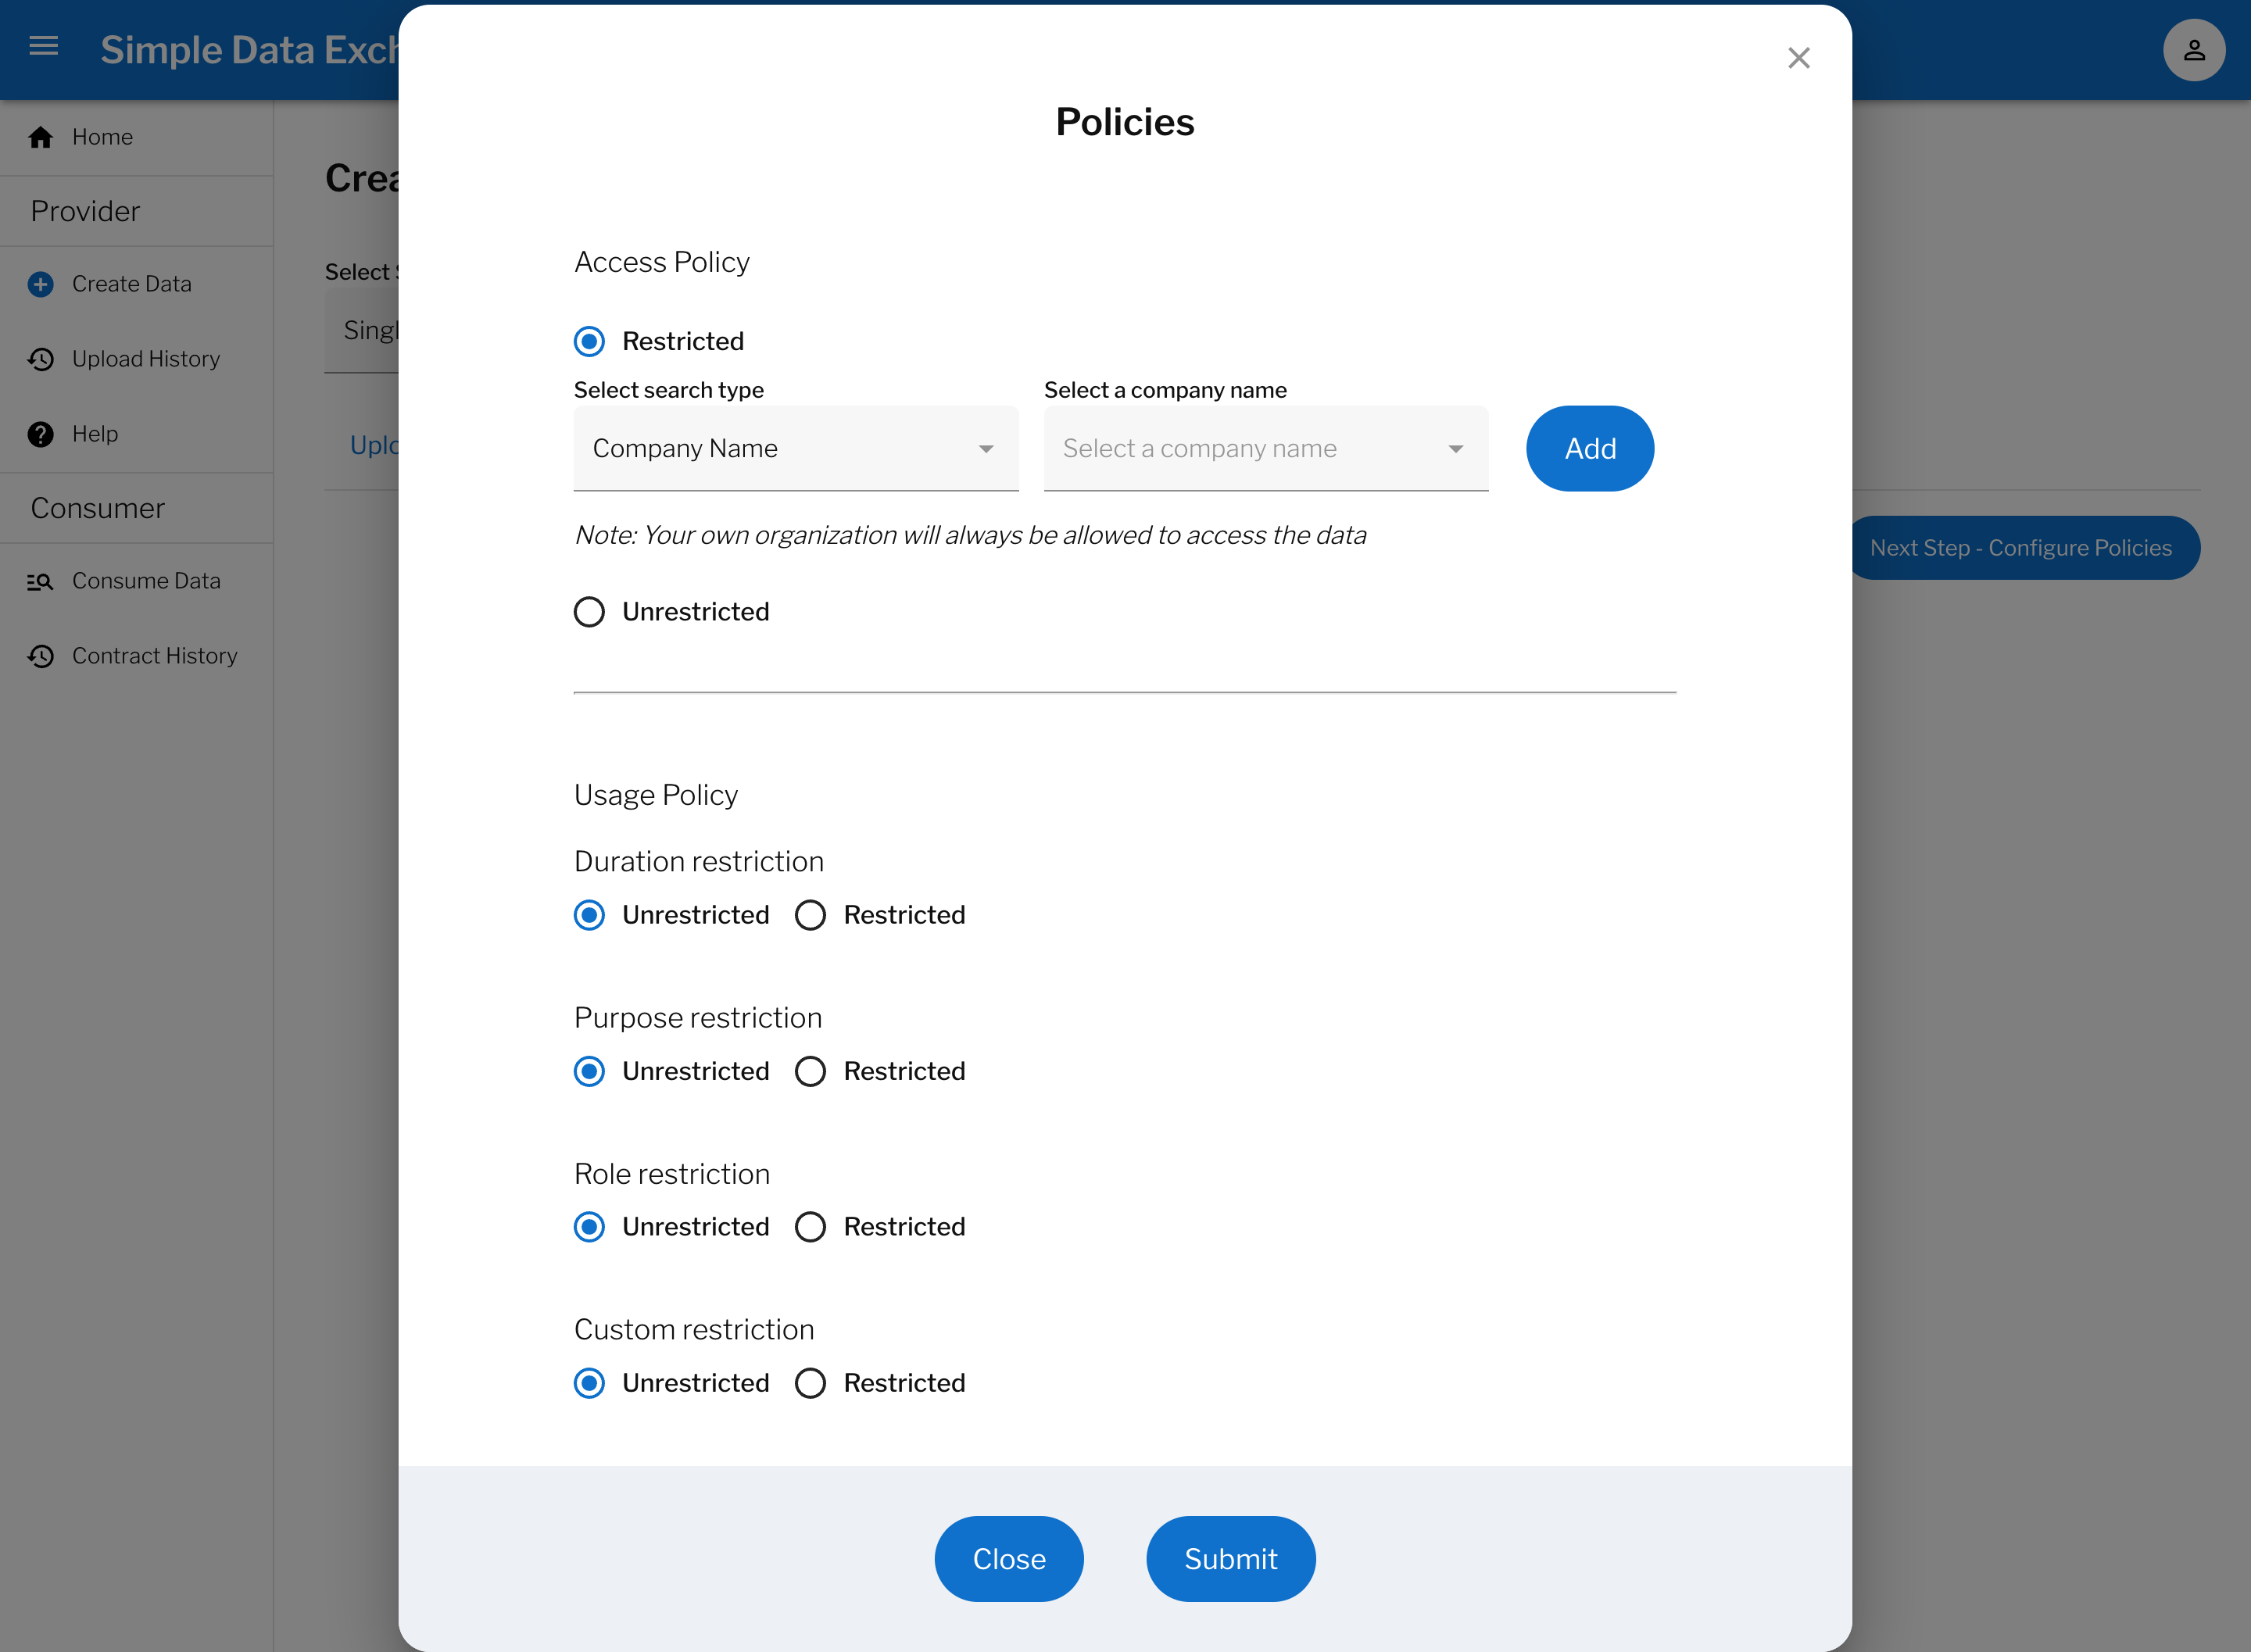 Simple Data Exch
Home
Provider
Create Data
Upload History
Help
Consumer
Consume Data
Contract History
Crea
Select
Singl
Uplo
Next Step - Configure Policies
Policies
Access Policy
Restricted
Select search type
Select a company name
Company Name
Select a company name
Add
Note: Your own organization will always be allowed to access the data
Unrestricted
Usage Policy
Duration restriction
Unrestricted Restricted
Purpose restriction
Unrestricted Restricted
Role restriction
Unrestricted Restricted
Custom restriction
Unrestricted Restricted
Close
Submit